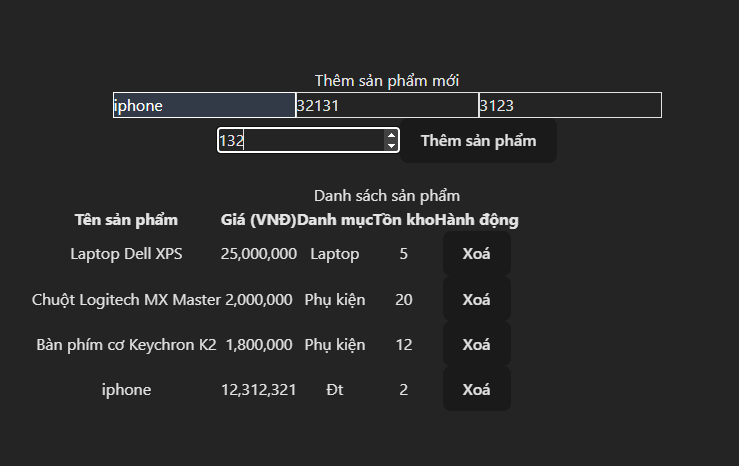 Thêm sản phẩm mới
iphone 32131 3123
132 Thêm sản phẩm
Danh sách sản phẩm
Tên sản phẩm Giá (VNĐ) Danh mục Tồn kho Hành động
Laptop Dell XPS 25,000,000 Laptop 5 Xoá
Chuột Logitech MX Master 2,000,000 Phụ kiện 20 Xoá
Bàn phím cơ Keychron K2 1,800,000 Phụ kiện 12 Xoá
iphone 12,312,321 Đt 2 Xoá